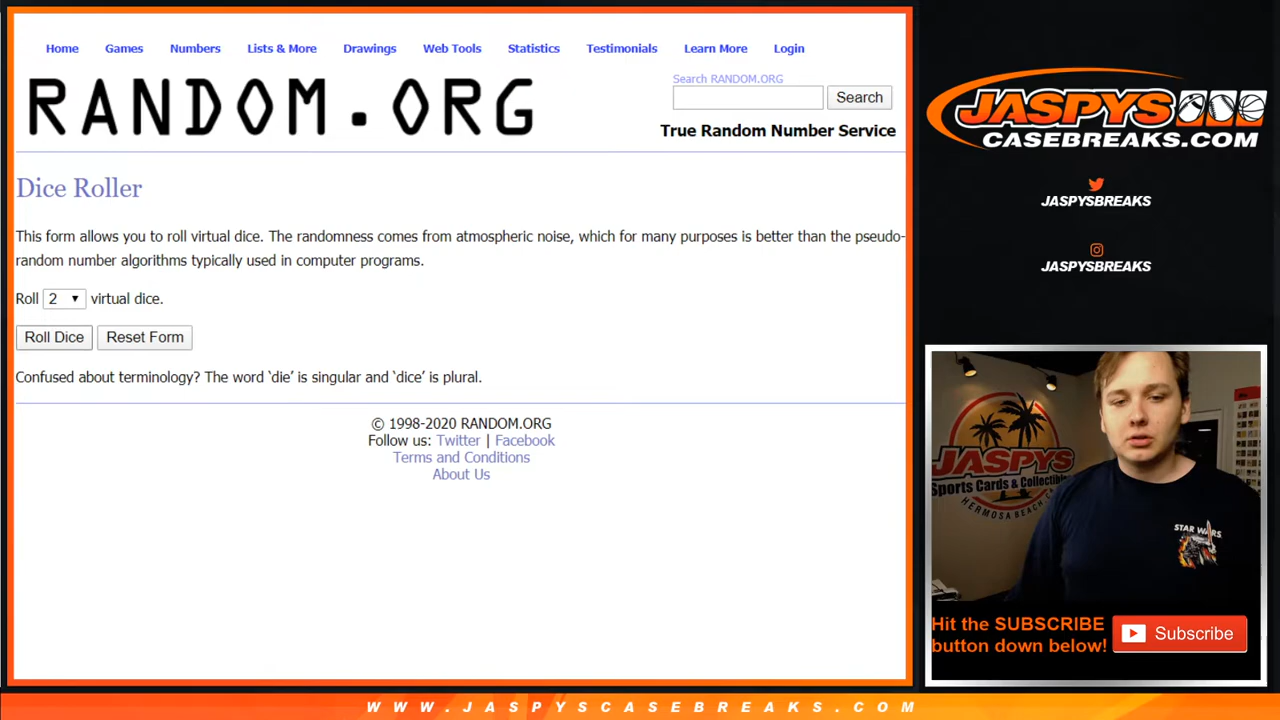 Home Games Numbers Lists & More Drawings Web Tools Statistics Testimonials Learn More Login
RANDOM.ORG
Search RANDOM.ORG
Search
True Random Number Service
Dice Roller
This form allows you to roll virtual dice. The randomness comes from atmospheric noise, which for many purposes is better than the pseudo-
random number algorithms typically used in computer programs.
Roll 2 virtual dice.
Roll Dice Reset Form
Confused about terminology? The word ‘die’ is singular and ‘dice’ is plural.
© 1998-2020 RANDOM.ORG
Follow us: Twitter | Facebook
Terms and Conditions
About Us
JASPYS
CASEBREAKS.COM
JASPYSBREAKS
JASPYSBREAKS
JASPYS
Sports Cards & Collectibles
HERMOSA BEACH
STAR WARS
Hit the SUBSCRIBE
button down below!
Subscribe
WWW.JASPYSCASEBREAKS.COM